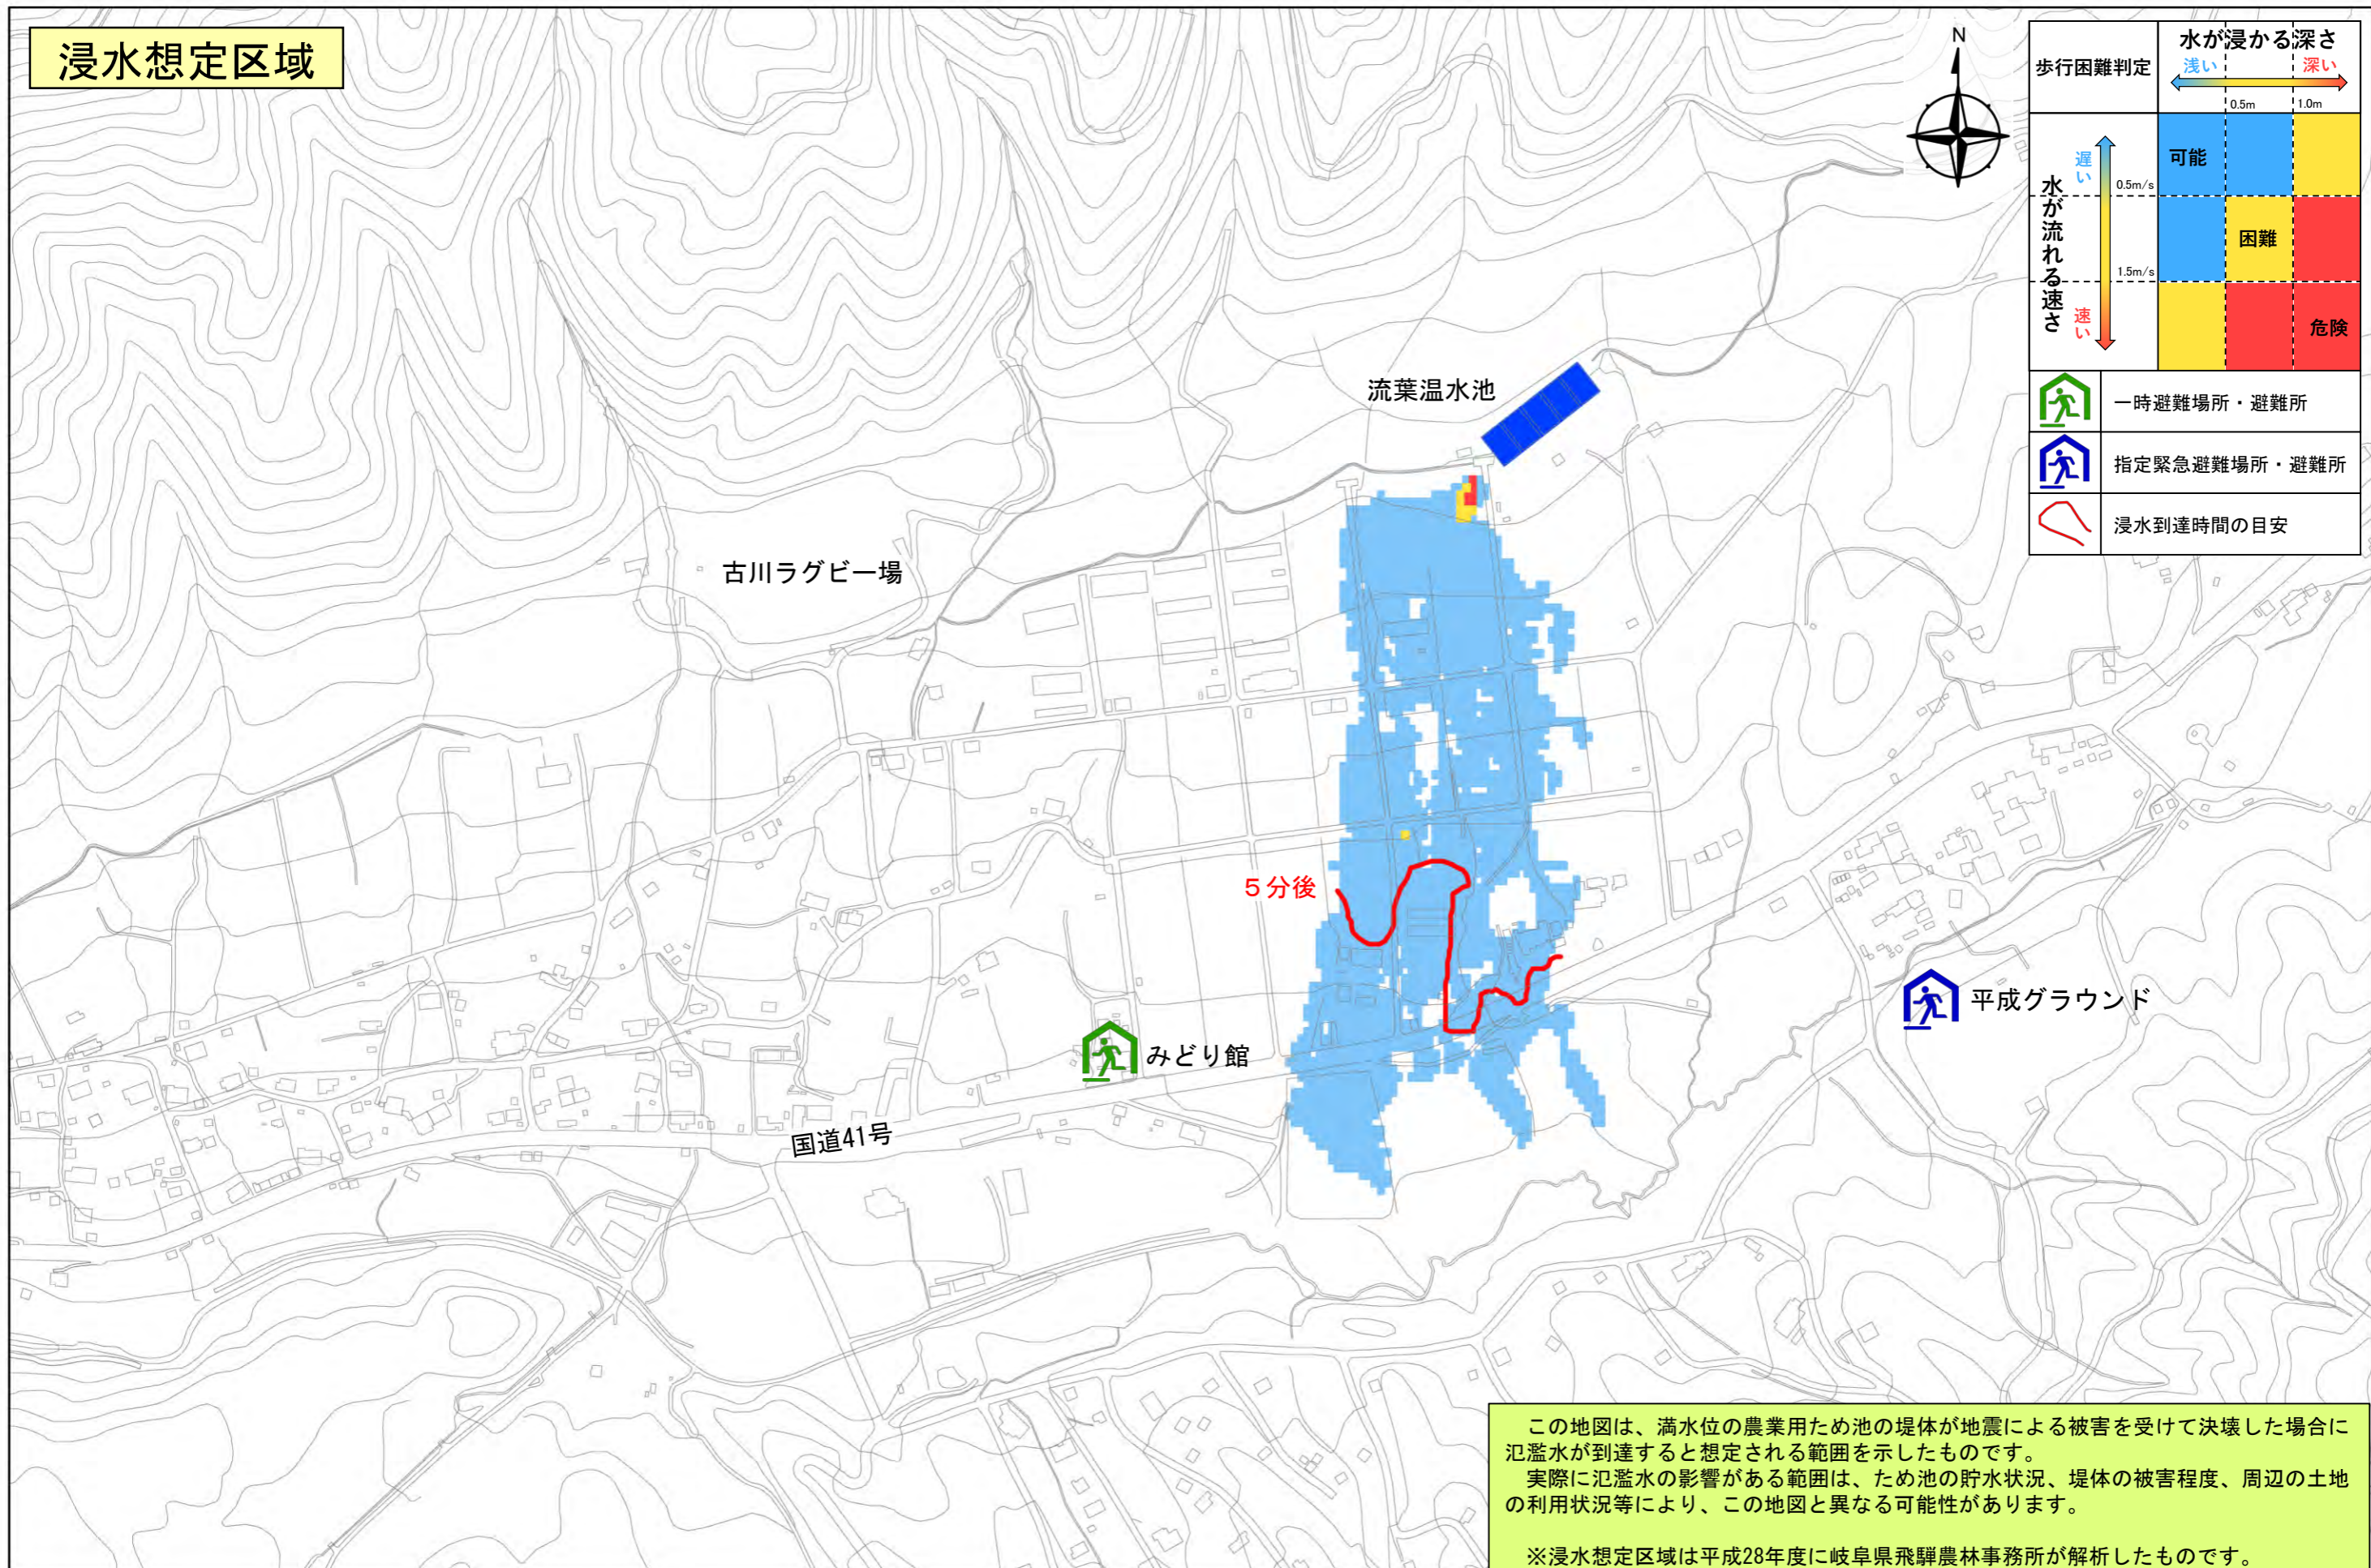 浸水想定区域
N
歩行困難判定
水が浸かる深さ
浅い
深い
0.5m
1.0m
水が流れる速さ
遅い
0.5m/s
1.5m/s
速い
可能
困難
危険
一時避難場所・避難所
指定緊急避難場所・避難所
浸水到達時間の目安
流葉温水池
古川ラグビー場
5分後
平成グラウンド
みどり館
国道41号
この地図は、満水位の農業用ため池の堤体が地震による被害を受けて決壊した場合に
氾濫水が到達すると想定される範囲を示したものです。
実際に氾濫水の影響がある範囲は、ため池の貯水状況、堤体の被害程度、周辺の土地
の利用状況等により、この地図と異なる可能性があります。
※浸水想定区域は平成28年度に岐阜県飛騨農林事務所が解析したものです。